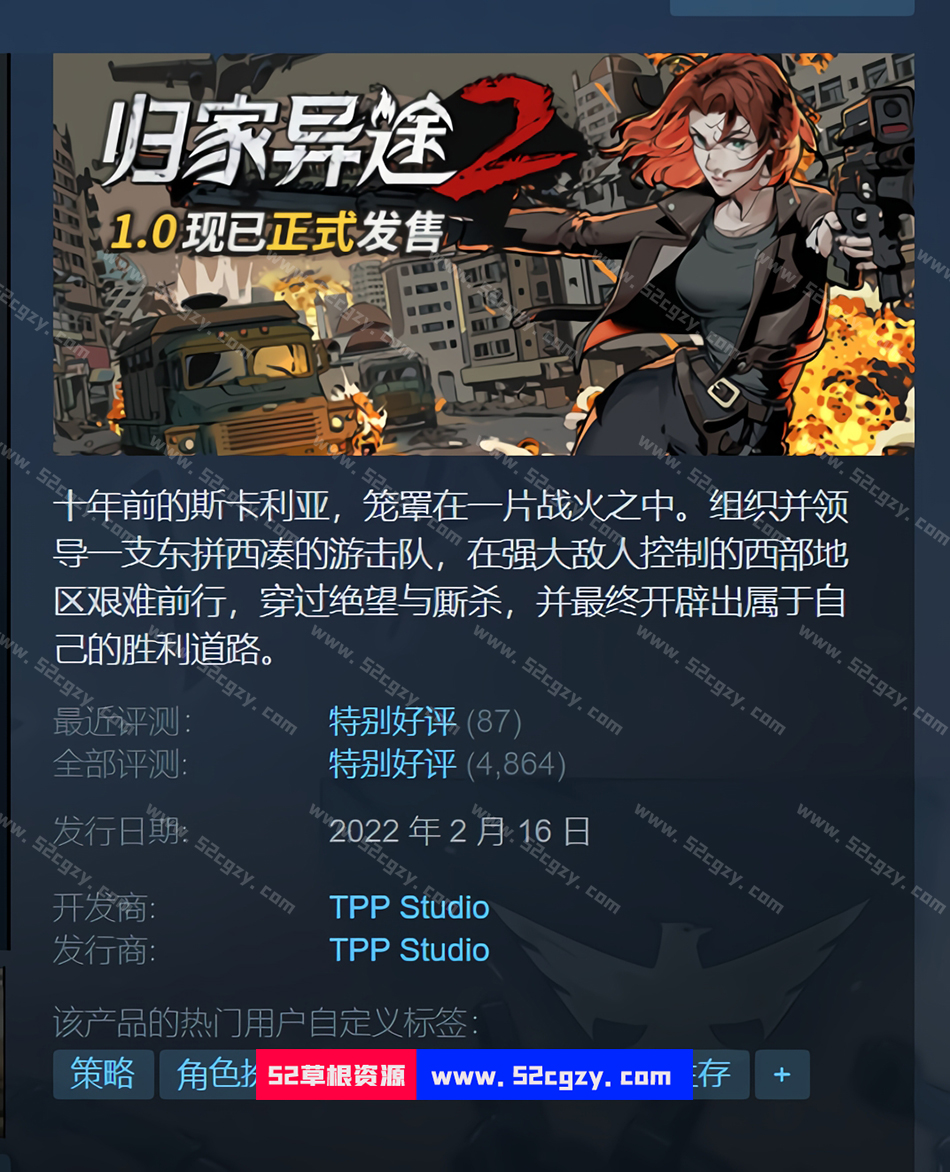 归家异途2
1.0现已正式发售
十年前的斯卡利亚，笼罩在一片战火之中。组织并领
导一支东拼西凑的游击队，在强大敌人控制的西部地
区艰难前行，穿过绝望与厮杀，并最终开辟出属于自
己的胜利道路。
最近评测： 特别好评 (87)
全部评测: 特别好评 (4,864)
发行日期: 2022 年 2 月 16 日
开发商: TPP Studio
发行商: TPP Studio
该产品的热门用户自定义标签:
策略 角色 52草根资源 www.52cgzy.com 存 +
www.52cgzy.com